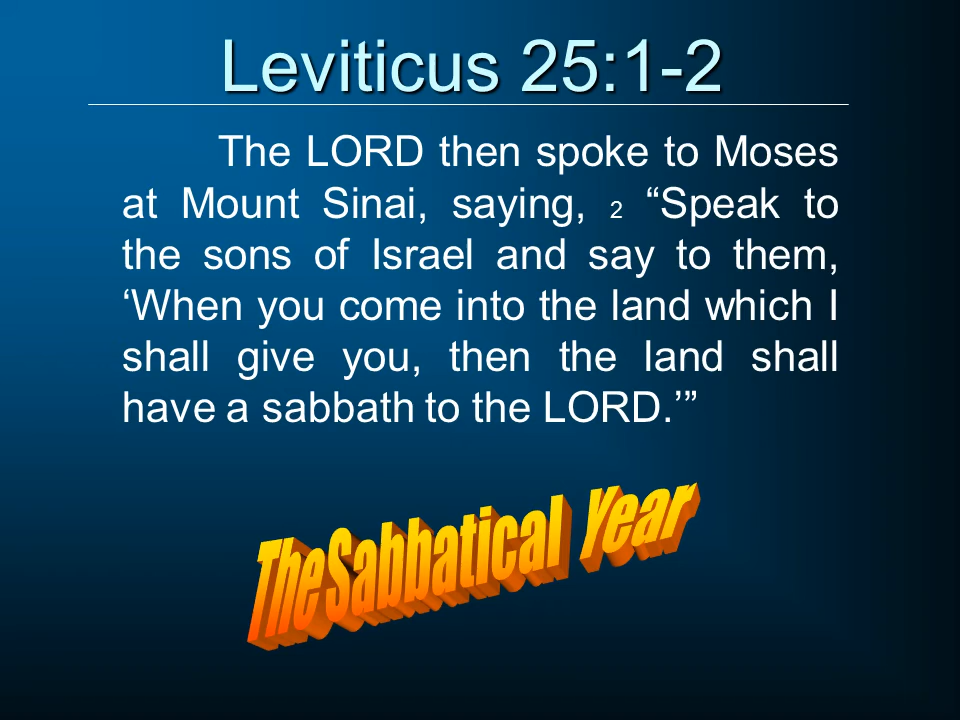 Leviticus 25:1-2
The LORD then spoke to Moses
at Mount Sinai, saying, 2 “Speak to
the sons of Israel and say to them,
‘When you come into the land which I
shall give you, then the land shall
have a sabbath to the LORD.’”
The Sabbatical Year